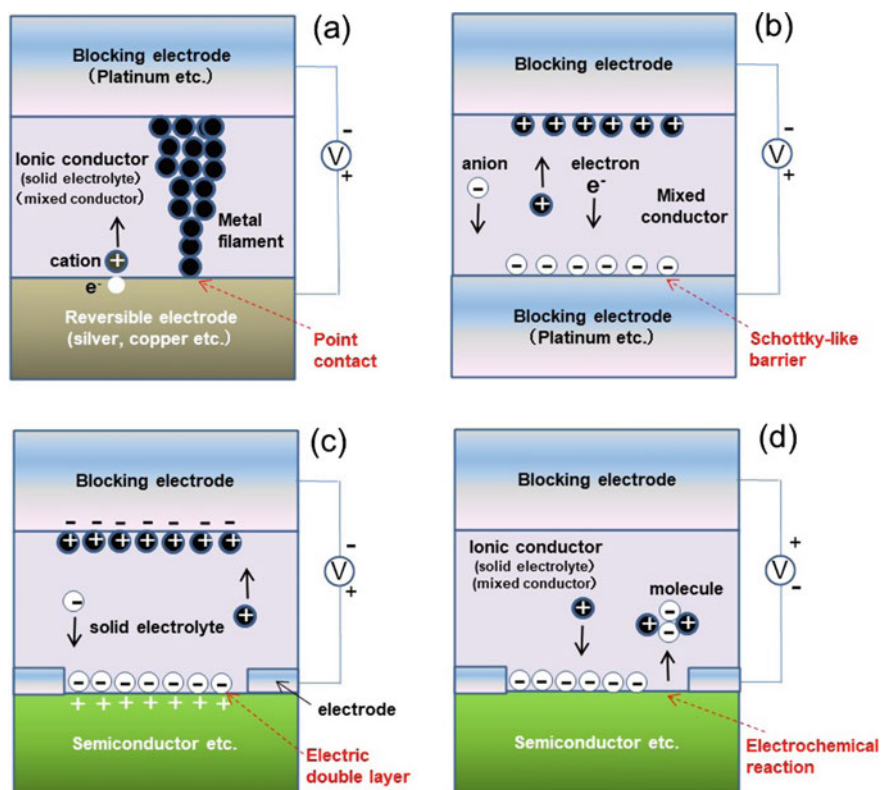 (a)
Blocking electrode
(Platinum etc.)
Ionic conductor
(solid electrolyte)
(mixed conductor)
Metal
filament
cation
+
e-
Reversible electrode
(silver, copper etc.)
Point
contact
-
V
+
(b)
Blocking electrode
+ + + + + +
anion
-
electron
e-
+
Mixed
conductor
- - - - - -
Blocking electrode
(Platinum etc.)
Schottky-like
barrier
-
V
+
(c)
Blocking electrode
- - - - - - -
+ + + + + + +
-
solid electrolyte
+
- - - - - - -
+ + + + + + +
electrode
Semiconductor etc.
Electric
double layer
-
V
+
(d)
Blocking electrode
Ionic conductor
(solid electrolyte)
(mixed conductor)
+
molecule
-
+ +
-
- - - - - -
Semiconductor etc.
Electrochemical
reaction
+
V
-